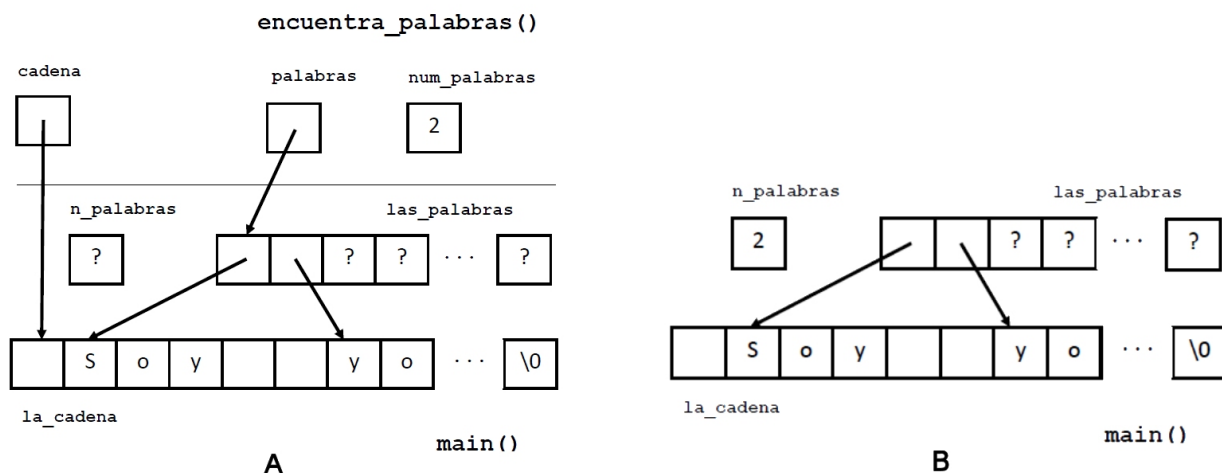 encuentra_palabras()
cadena palabras num_palabras
2
n_palabras las_palabras
? ? ? ··· ?
S o y y o ··· \0
la_cadena
main()
A
n_palabras las_palabras
2 ? ? ··· ?
S o y y o ··· \0
la_cadena
main()
B